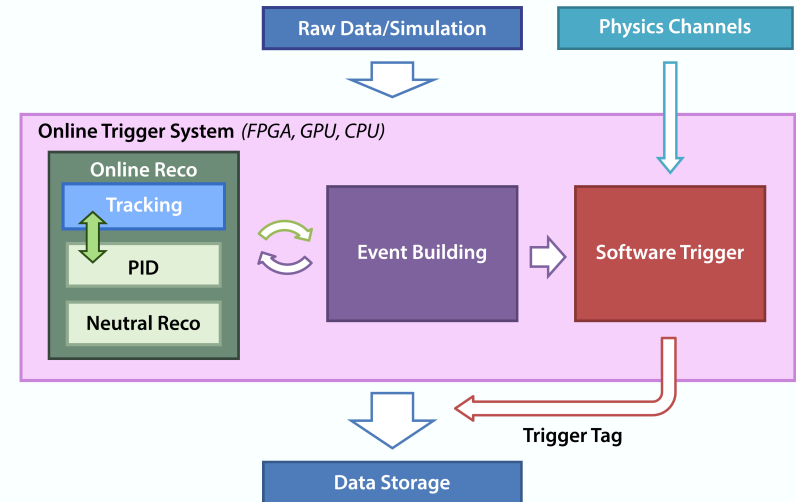 Raw Data/Simulation
Physics Channels
Online Trigger System (FPGA, GPU, CPU)
Online Reco
Tracking
PID
Neutral Reco
Event Building
Software Trigger
Trigger Tag
Data Storage